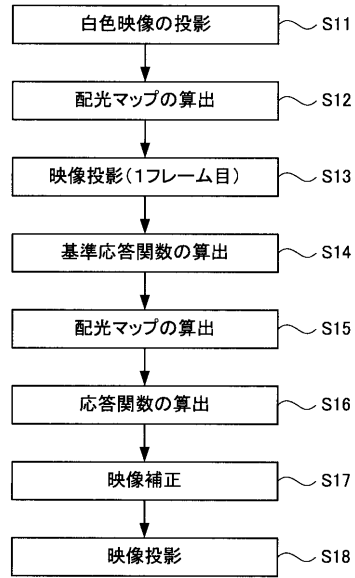 白色映像の投影 S11
配光マップの算出 S12
映像投影(1フレーム目) S13
基準応答関数の算出 S14
配光マップの算出 S15
応答関数の算出 S16
映像補正 S17
映像投影 S18